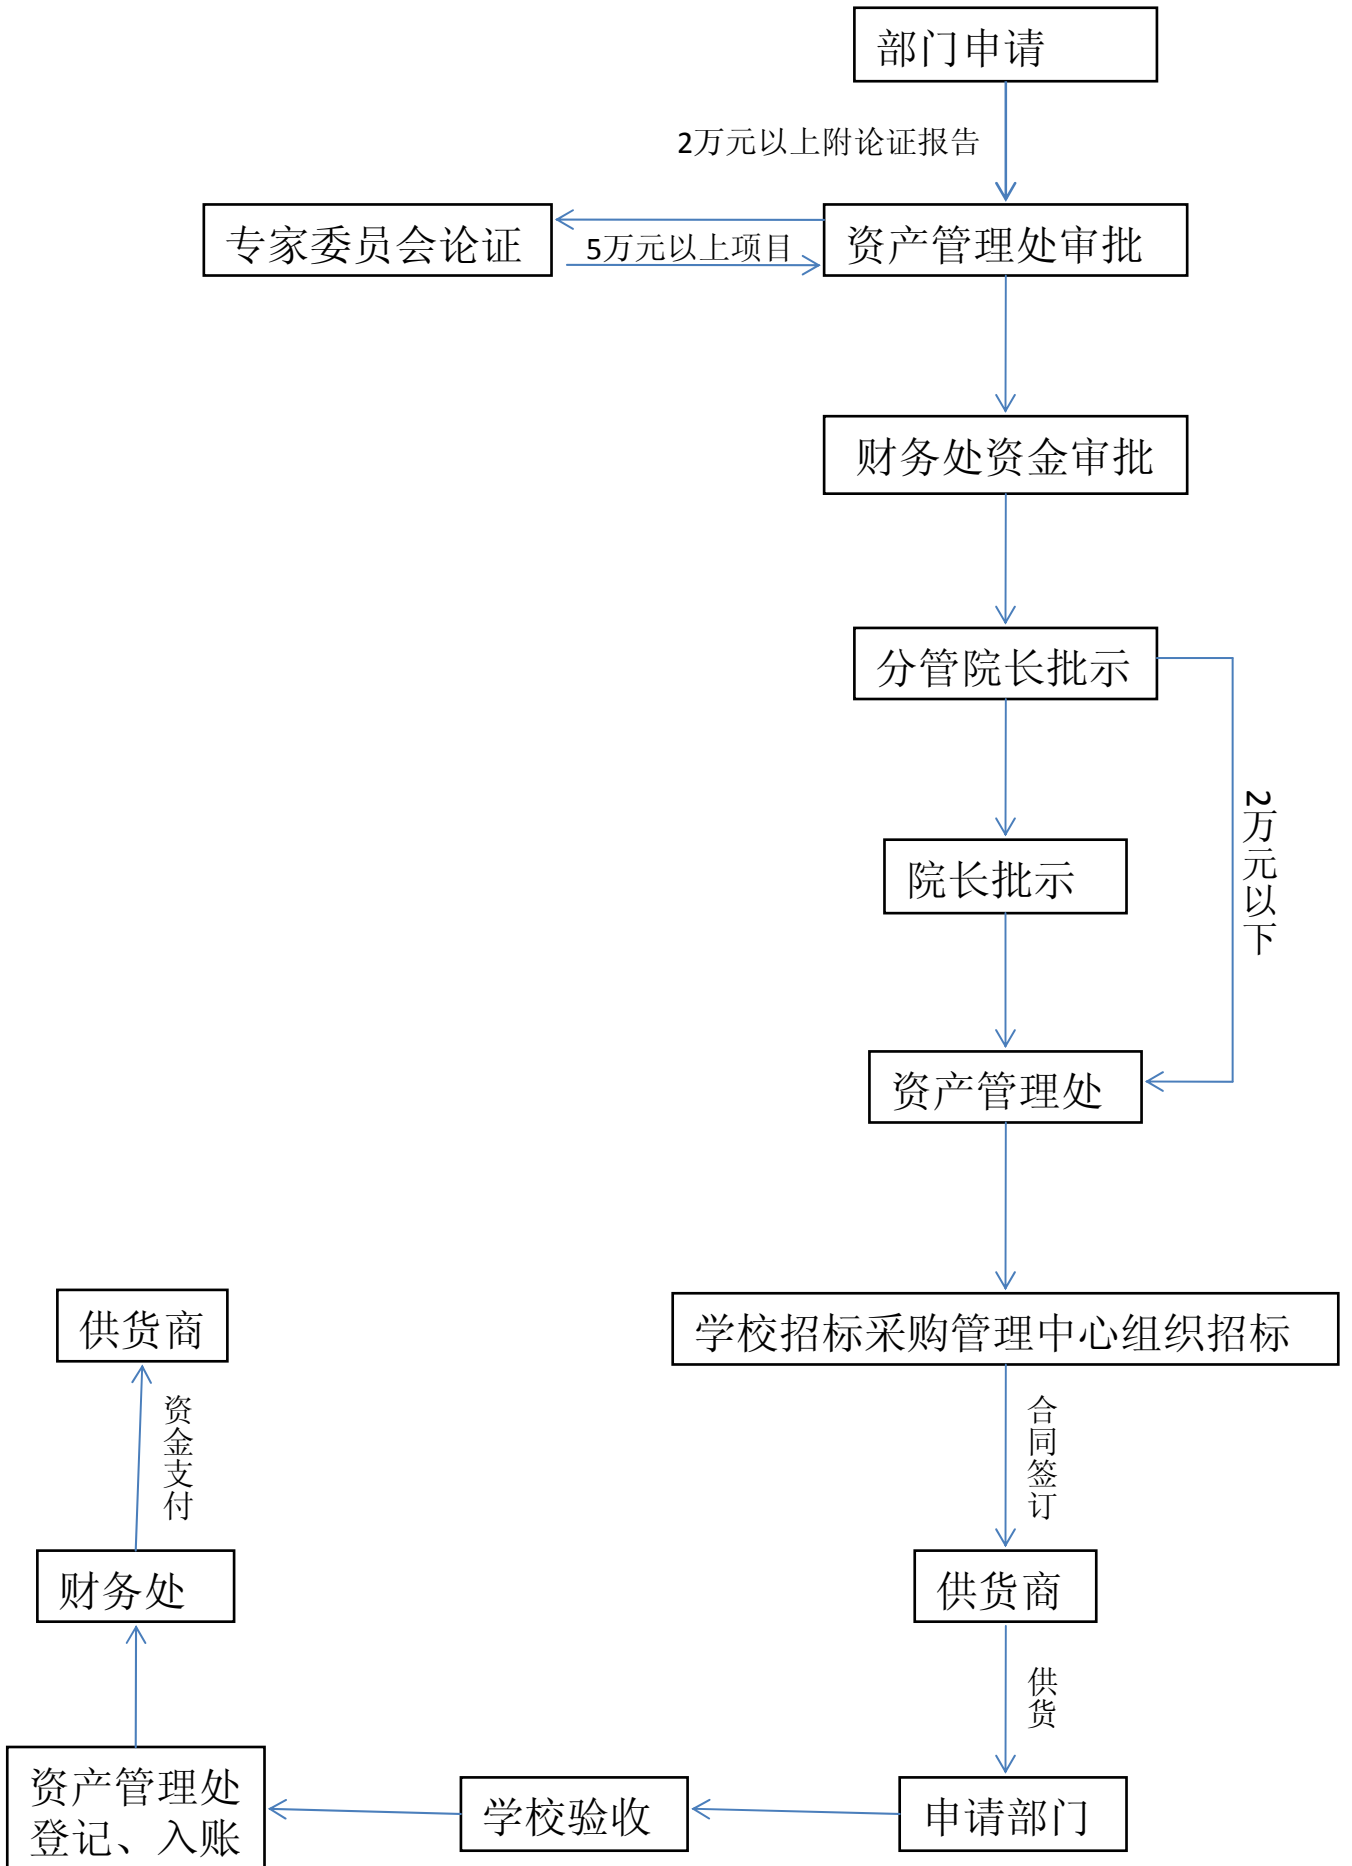 部门申请
2万元以上附论证报告
专家委员会论证
5万元以上项目
资产管理处审批
财务处资金审批
分管院长批示
2万元以下
院长批示
资产管理处
学校招标采购管理中心组织招标
合同签订
供货商
供货
申请部门
学校验收
资产管理处
登记、入账
财务处
资金支付
供货商